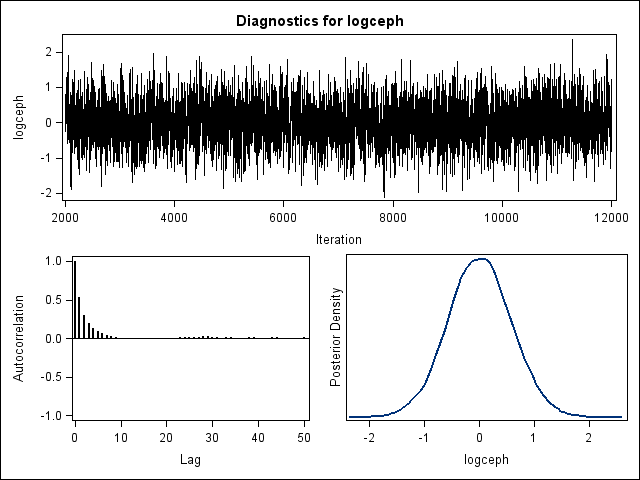 Diagnostics for logceph
logceph
2
1
0
-1
-2
2000 4000 6000 8000 10000 12000
Iteration
Autocorrelation
1.0
0.5
0.0
-0.5
-1.0
0 10 20 30 40 50
Lag
Posterior Density
-2 -1 0 1 2
logceph